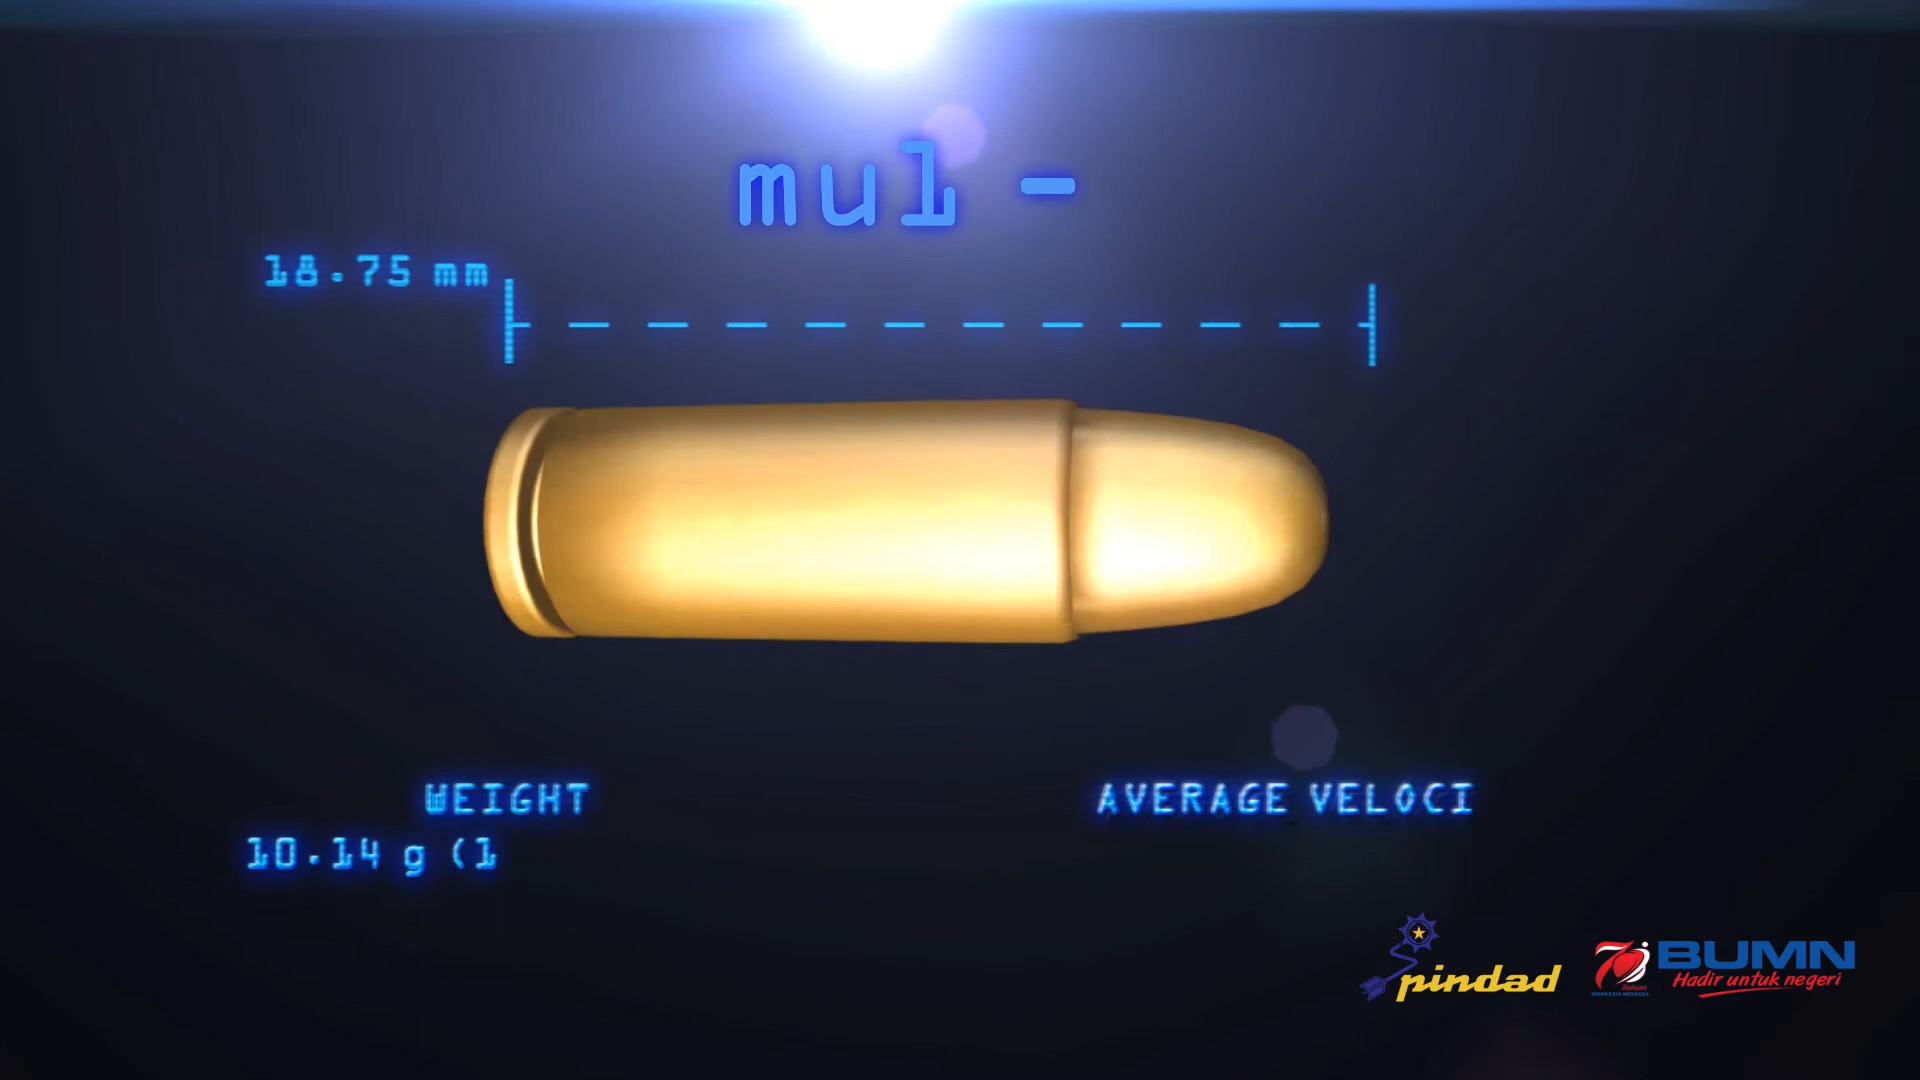 mul -
18.75 mm
WEIGHT
10.14 g (1
AVERAGE VELOCI
pindad
BUMN
Hadir untuk negeri